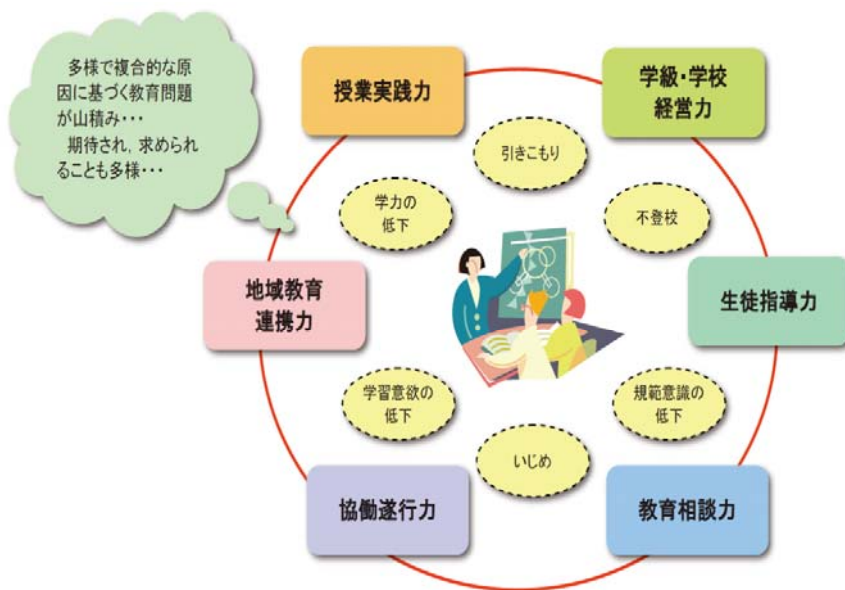 多様で複合的な原
因に基づく教育問題
が山積み・・・
期待され，求められ
ることも多様・・・
授業実践力
学級・学校
経営力
引きこもり
学力の
低下
不登校
地域教育
連携力
生徒指導力
学習意欲の
低下
規範意識の
低下
いじめ
協働遂行力
教育相談力